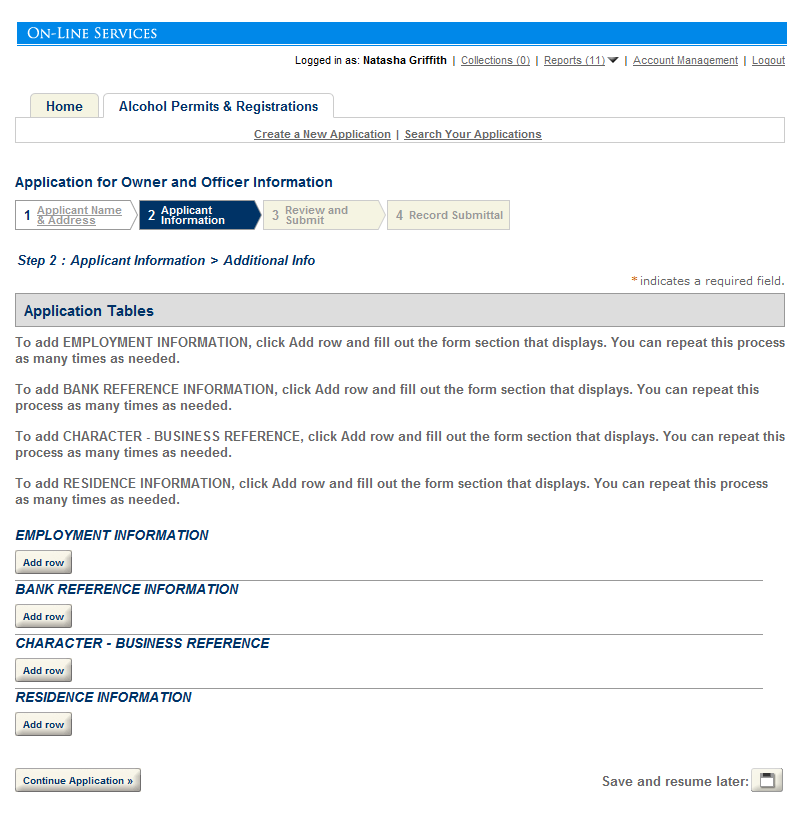 ON-LINE SERVICES
Logged in as: Natasha Griffith | Collections (0) | Reports (11) | Account Management | Logout
Home Alcohol Permits & Registrations
Create a New Application | Search Your Applications
Application for Owner and Officer Information
1 Applicant Name & Address 2 Applicant Information 3 Review and Submit 4 Record Submittal
Step 2 : Applicant Information > Additional Info
* indicates a required field.
Application Tables
To add EMPLOYMENT INFORMATION, click Add row and fill out the form section that displays. You can repeat this process
as many times as needed.
To add BANK REFERENCE INFORMATION, click Add row and fill out the form section that displays. You can repeat this
process as many times as needed.
To add CHARACTER - BUSINESS REFERENCE, click Add row and fill out the form section that displays. You can repeat this
process as many times as needed.
To add RESIDENCE INFORMATION, click Add row and fill out the form section that displays. You can repeat this process
as many times as needed.
EMPLOYMENT INFORMATION
Add row
BANK REFERENCE INFORMATION
Add row
CHARACTER - BUSINESS REFERENCE
Add row
RESIDENCE INFORMATION
Add row
Continue Application » Save and resume later: